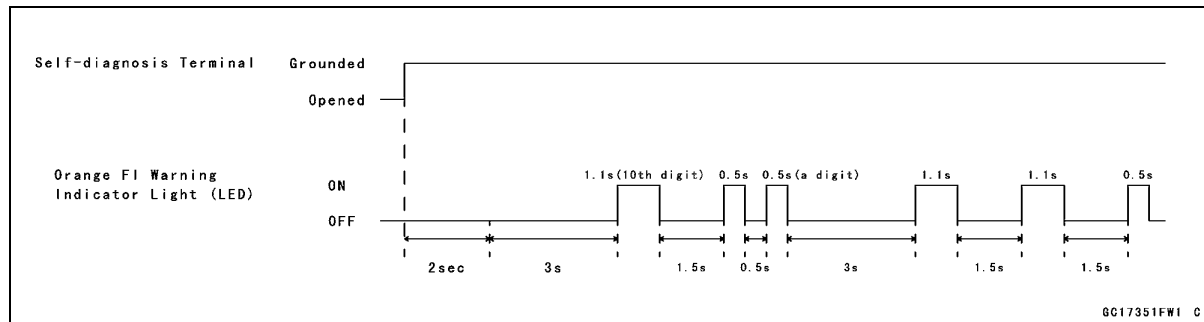 Self-diagnosis Terminal
Grounded
Opened
Orange FI Warning
Indicator Light (LED)
ON
OFF
1.1s(10th digit)
0.5s
0.5s(a digit)
1.1s
1.1s
0.5s
2sec
3s
1.5s
0.5s
3s
1.5s
1.5s
GC17351FW1 C